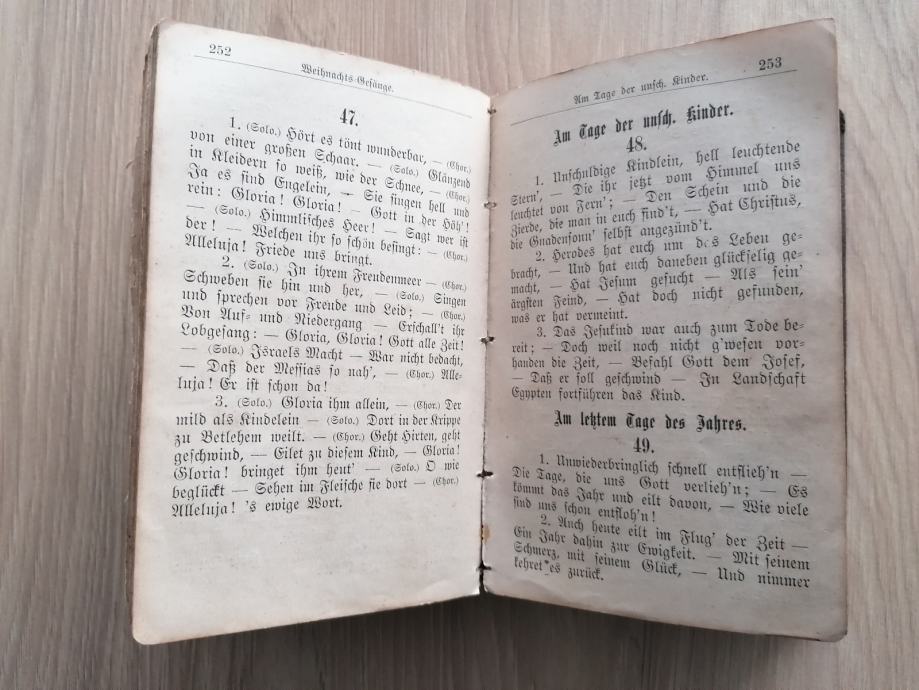 252
Weihnachts-Gesänge.
47.
1. (Solo.) Hört es tönt wunderbar, — (Chor.)
von einer großen Schaar. — (Solo.) Glänzend
in Kleidern so weiß, wie der Schnee, — (Chor.)
Ja es sind Engelein, — Sie singen hell und
rein: Gloria! Gloria! — Gott in der Höh'!
— (Solo.) Himmlisches Heer! — Sagt wer ist
der! — Welchen ihr so schön besingt: — (Chor.)
Alleluja! Friede uns bringt.
2. (Solo.) In ihrem Freudenmeer — (Chor.)
Schweben sie hin und her, — (Solo.) Singen
und sprechen vor Freude und Leid; — (Chor.)
Von Auf- und Niedergang — Erschall't ihr
Lobgesang: — Gloria, Gloria! Gott alle Zeit!
— (Solo.) Israels Macht — War nicht bedacht,
— Daß der Messias so nah', — (Chor.) Alle-
luja! Er ist schon da!
3. (Solo.) Gloria ihm allein, — (Chor.) Der
mild als Kindelein — (Solo.) Dort in der Krippe
zu Betlehem weilt. — (Chor.) Geht Hirten, geht
geschwind, — Eilet zu diesem Kind, — Gloria!
Gloria! bringet ihm heut' — (Solo.) O wie
beglückt — Sehen im Fleische sie dort — (Chor.)
Alleluja! 's ewige Wort.
Am Tage der unsch. Kinder.
253
Am Tage der unsch. Kinder.
48.
1. Unschuldige Kindlein, hell leuchtende
Stern', — Die ihr jetzt vom Himmel uns
leuchtet von Fern'; — Den Schein und die
Zierde, die man in euch find't, — Hat Christus,
die Gnadensonn' selbst angezünd't.
2. Herodes hat euch um das Leben ge-
bracht, — Und hat euch daneben glückselig ge-
macht, — Hat Jesum gesucht — Als sein'
ärgsten Feind, — Hat doch nicht gefunden,
was er hat vermeint.
3. Das Jesukind war auch zum Tode be-
reit; — Doch weil noch nicht g'wesen vor-
handen die Zeit, — Befahl Gott dem Josef,
— Daß er soll geschwind — In Landschaft
Egypten fortführen das Kind.
Am letztem Tage des Jahres.
49.
1. Unwiederbringlich schnell entflieh'n —
Die Tage, die uns Gott verlieh'n; — Es
kömmt das Jahr und eilt davon, — Wie viele
sind uns schon entfloh'n!
2. Auch heute eilt im Flug' der Zeit —
Ein Jahr dahin zur Ewigkeit. — Mit seinem
Schmerz, mit seinem Glück, — Und nimmer
kehret es zurück.